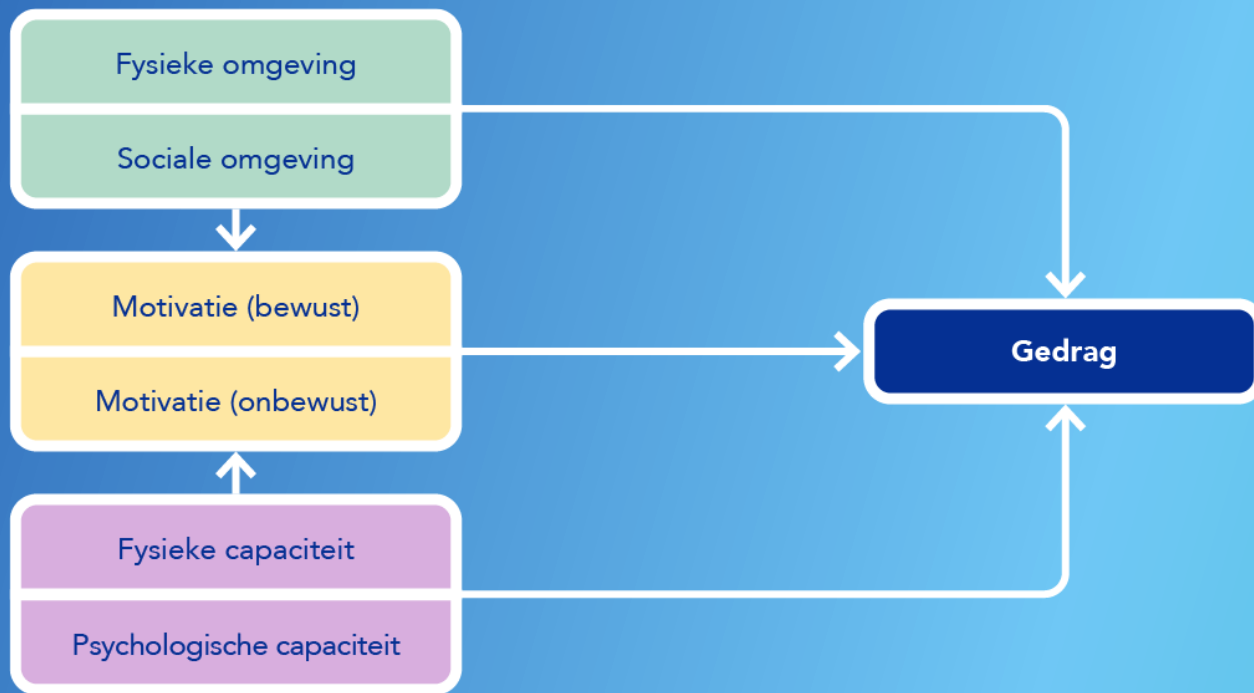 Fysieke omgeving
Sociale omgeving
Motivatie (bewust)
Motivatie (onbewust)
Gedrag
Fysieke capaciteit
Psychologische capaciteit